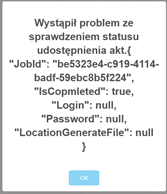 Wystąpił problem ze
sprawdzeniem statusu
udostępnienia akt.{
"JobId": "be5323e4-c919-4114-
badf-59ebc8b5f224",
"IsCopmleted": true,
"Login": null,
"Password": null,
"LocationGenerateFile": null
}
OK